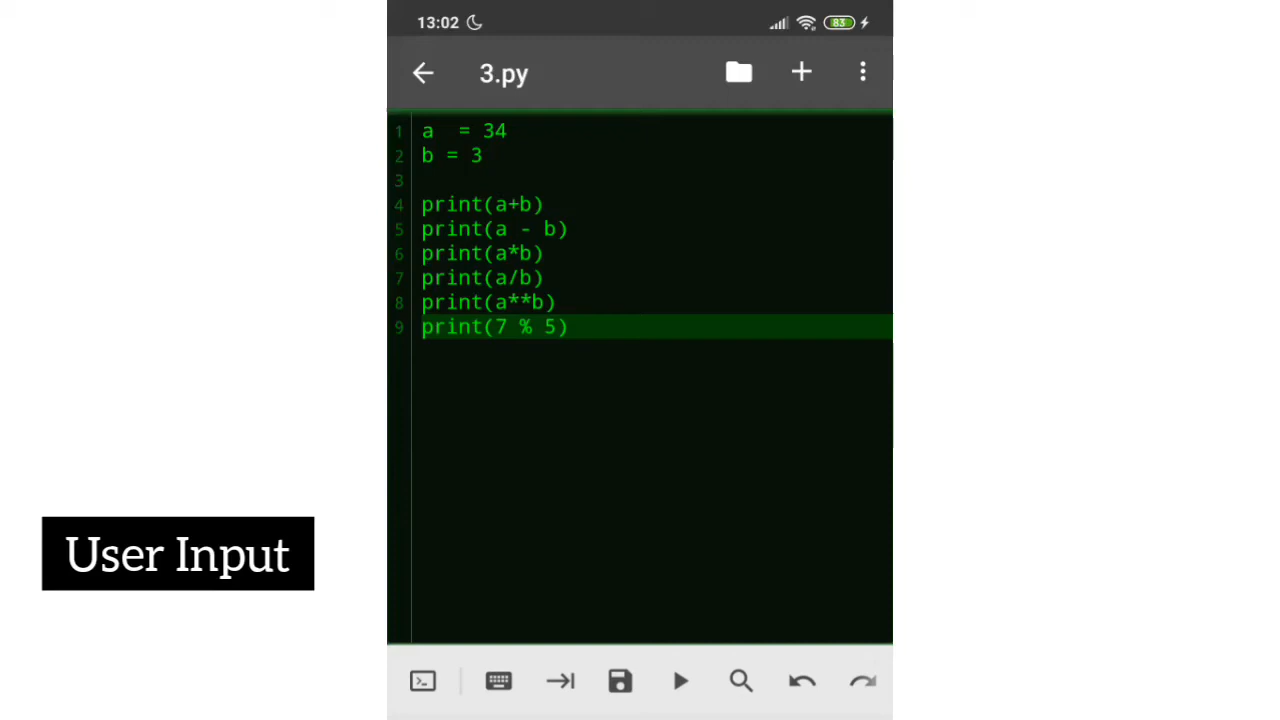 13:02
83
3.py
1 a  = 34
2 b = 3
3
4 print(a+b)
5 print(a - b)
6 print(a*b)
7 print(a/b)
8 print(a**b)
9 print(7 % 5)
User Input